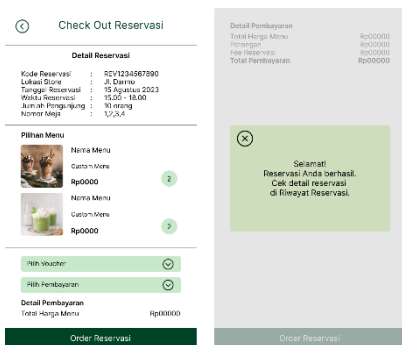 Check Out Reservasi
Detail Reservasi
Kode Reservasi : REV1234567890
Lokasi Store : Jl. Darmo
Tanggal Reservasi : 15 Agustus 2023
Waktu Reservasi : 15.00 - 18.00
Jumlah Pengunjung : 10 orang
Nomor Meja : 1,2,3,4
Pilihan Menu
Nama Menu
Custom Menu
Rp0000
2
Nama Menu
Custom Menu
Rp0000
2
Pilih Voucher
Pilih Pembayaran
Detail Pembayaran
Total Harga Menu Rp00000
Order Reservasi
Detail Pembayaran
Total Harga Menu Rp00000
Potongan Rp00000
Fee Reservasi Rp00000
Total Pembayaran Rp00000
Selamat!
Reservasi Anda berhasil.
Cek detail reservasi
di Riwayat Reservasi.
Order Reservasi